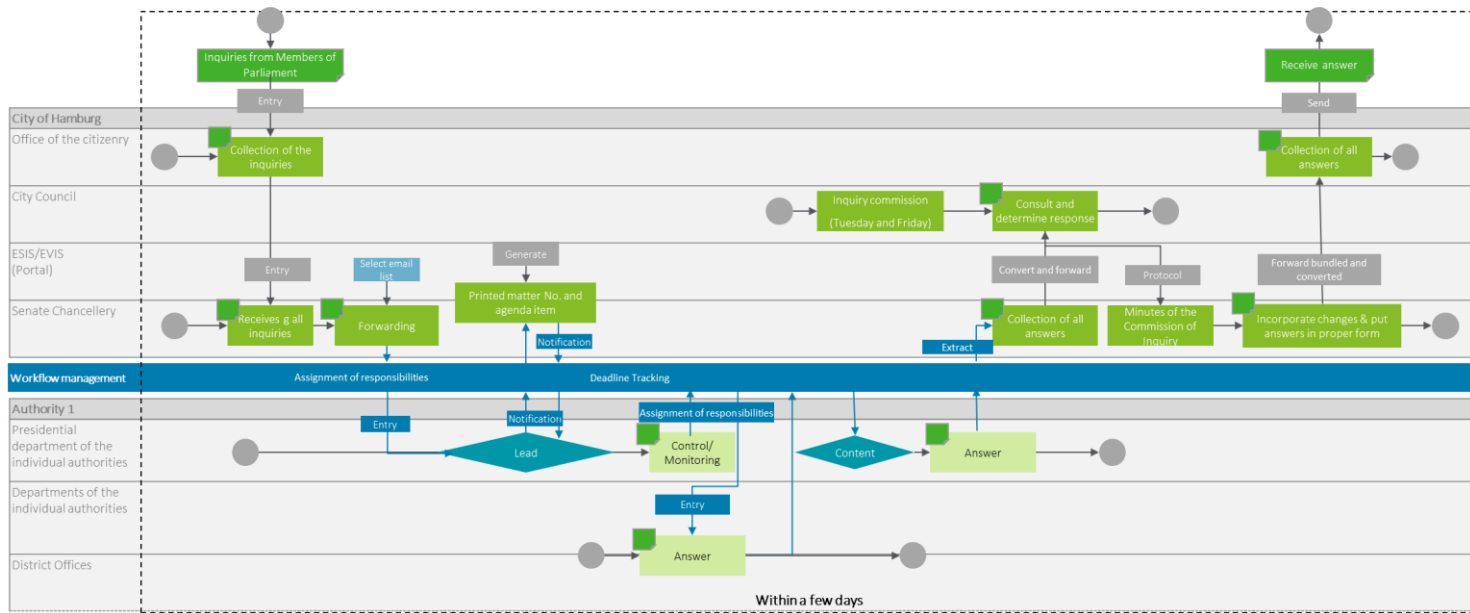 Inquiries from Members of
Parliament
Receive answer
Entry
Send
City of Hamburg
Office of the citizenry
Collection of the
inquiries
Collection of all
answers
City Council
Inquiry commission
(Tuesday and Friday)
Consult and
determine response
ESIS/EVIS
(Portal)
Entry
Select email
list
Generate
Convert and forward
Protocol
Forward bundled and
converted
Senate Chancellery
Receives g all
inquiries
Forwarding
Printed matter No. and
agenda item
Notification
Collection of all
answers
Minutes of the
Commission of
Inquiry
Incorporate changes & put
answers in proper form
Extract
Workflow management
Assignment of responsibilities
Deadline Tracking
Authority 1
Entry
Notification
Assignment of responsibilities
Presidential
department of the
individual authorities
Lead
Control/
Monitoring
Content
Answer
Departments of the
individual authorities
Entry
Answer
District Offices
Within a few days